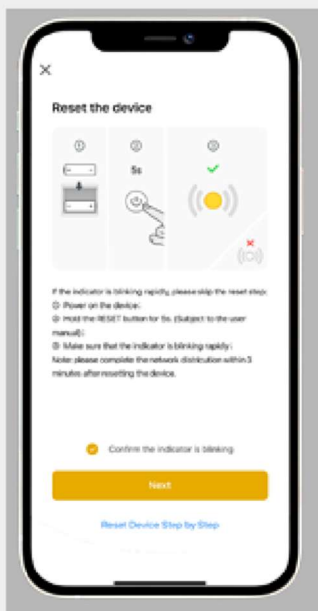 Reset the device
① ② ③
5s
If the indicator is blinking rapidly, please skip the reset step:
① Power on the device;
② Hold the RESET button for 5s. (Subject to the user
manual);
③ Make sure that the indicator is blinking rapidly;
Note: please complete the network distribution within 3
minutes after resetting the device.
Confirm the indicator is blinking
Next
Reset Device Step by Step